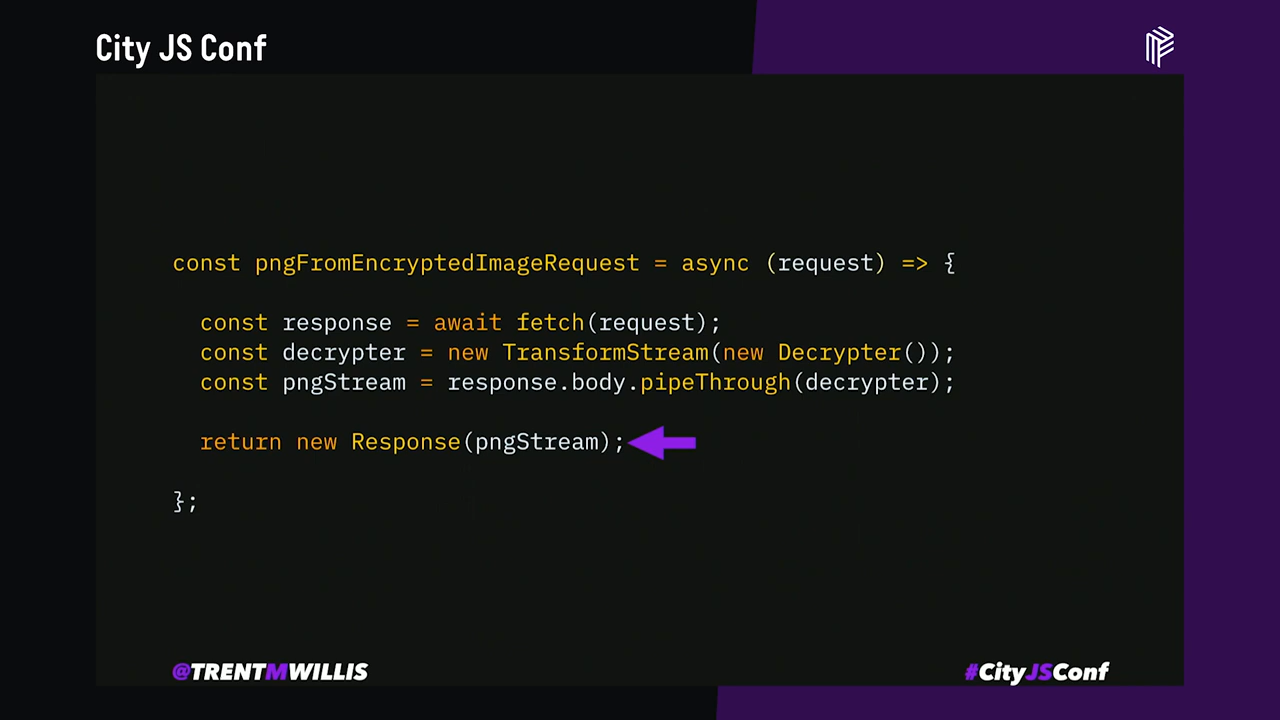 City JS Conf
const pngFromEncryptedImageRequest = async (request) => {
const response = await fetch(request);
const decrypter = new TransformStream(new Decrypter());
const pngStream = response.body.pipeThrough(decrypter);
return new Response(pngStream);
};
@TRENTMWILLIS
#CityJSConf